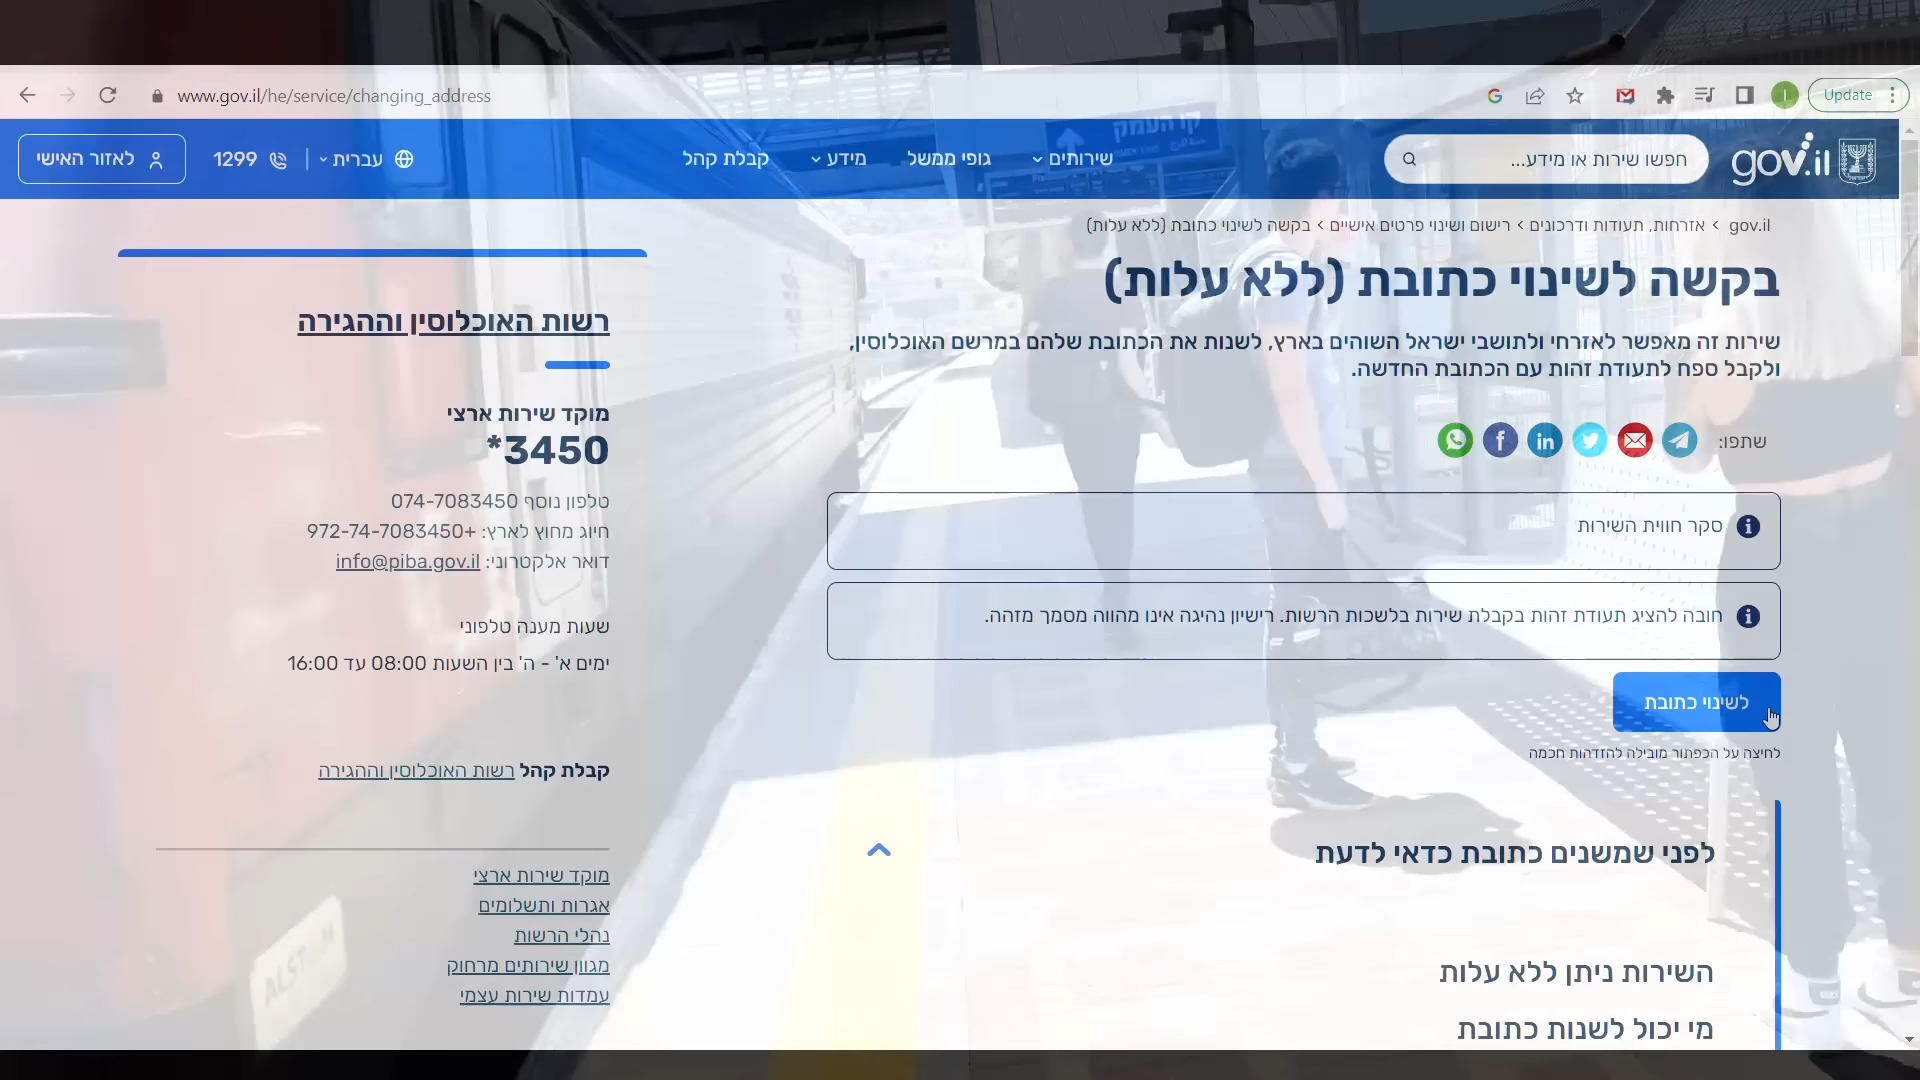 www.gov.il/he/service/changing_address
Update
gov.il
חפשו שירות או מידע...
שירותים
גופי ממשל
מידע
קבלת קהל
עברית
1299
לאזור האישי
קו העמק
gov.il > אזרחות, תעודות ודרכונים > רישום ושינוי פרטים אישיים > בקשה לשינוי כתובת (ללא עלות)
בקשה לשינוי כתובת (ללא עלות)
שירות זה מאפשר לאזרחי ולתושבי ישראל השוהים בארץ, לשנות את הכתובת שלהם במרשם האוכלוסין,
ולקבל ספח לתעודת זהות עם הכתובת החדשה.
שתפו:
סקר חווית השירות
חובה להציג תעודת זהות בקבלת שירות בלשכות הרשות. רישיון נהיגה אינו מהווה מסמך מזהה.
לשינוי כתובת
לחיצה על הכפתור מובילה להזדהות חכמה
לפני שמשנים כתובת כדאי לדעת
השירות ניתן ללא עלות
מי יכול לשנות כתובת
רשות האוכלוסין וההגירה
מוקד שירות ארצי
*3450
טלפון נוסף 074-7083450
חיוג מחוץ לארץ: +972-74-7083450
דואר אלקטרוני: info@piba.gov.il
שעות מענה טלפוני
ימים א' - ה' בין השעות 08:00 עד 16:00
קבלת קהל רשות האוכלוסין וההגירה
מוקד שירות ארצי
אגרות ותשלומים
נהלי הרשות
מגוון שירותים מרחוק
עמדות שירות עצמי